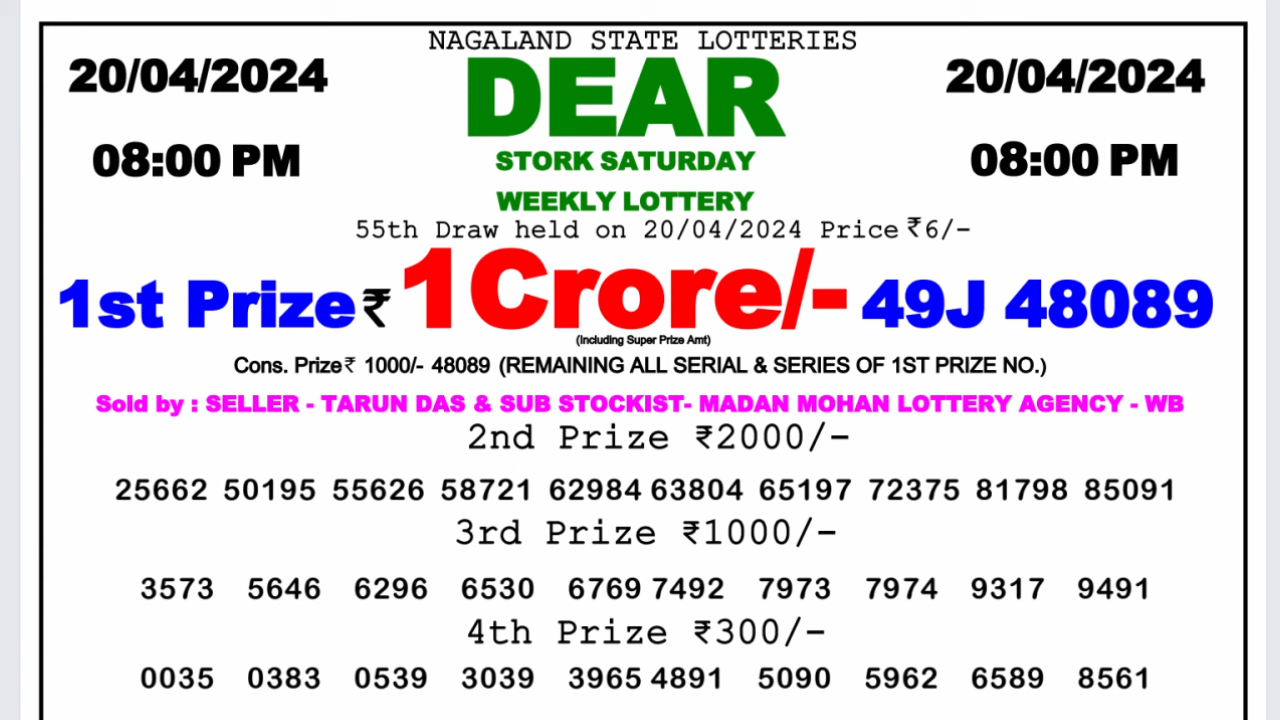 NAGALAND STATE LOTTERIES
20/04/2024 DEAR 20/04/2024
08:00 PM STORK SATURDAY 08:00 PM
WEEKLY LOTTERY
55th Draw held on 20/04/2024 Price ₹6/-
1st Prize ₹ 1Crore/- 49J 48089
(Including Super Prize Amt)
Cons. Prize ₹ 1000/- 48089 (REMAINING ALL SERIAL & SERIES OF 1ST PRIZE NO.)
Sold by : SELLER - TARUN DAS & SUB STOCKIST- MADAN MOHAN LOTTERY AGENCY - WB
2nd Prize ₹2000/-
25662 50195 55626 58721 62984 63804 65197 72375 81798 85091
3rd Prize ₹1000/-
3573 5646 6296 6530 6769 7492 7973 7974 9317 9491
4th Prize ₹300/-
0035 0383 0539 3039 3965 4891 5090 5962 6589 8561